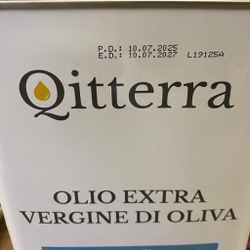 P.D.: 10.07.2025
E.D.: 10.07.2027 L19125A
Qitterra
OLIO EXTRA
VERGINE DI OLIVA